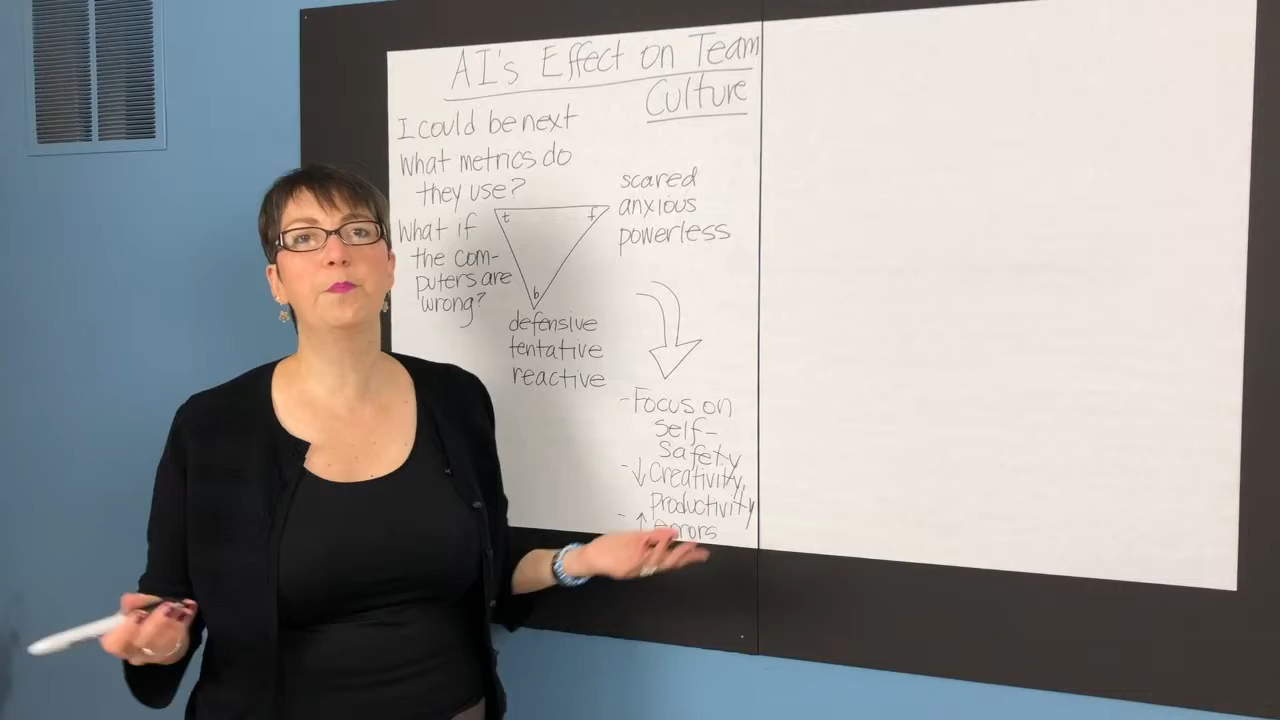 AI's Effect on Team
Culture
I could be next
What metrics do
they use?
What if
the com-
puters are
wrong?
t
f
b
scared
anxious
powerless
defensive
tentative
reactive
- Focus on
self-
safety
- ↓ Creativity,
productivity
- ↑ errors